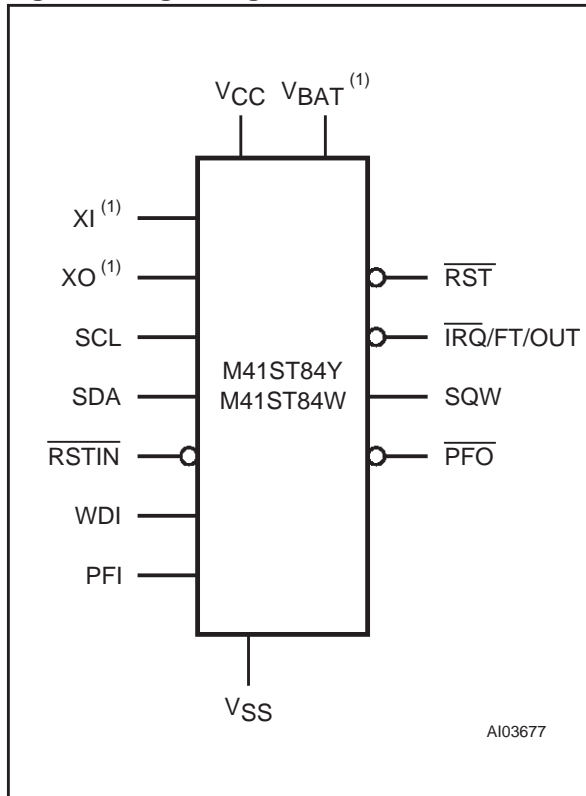 VCC VBAT (1)
XI (1)
XO (1)
SCL
SDA
RSTIN
WDI
PFI
M41ST84Y
M41ST84W
RST
IRQ/FT/OUT
SQW
PFO
VSS
AI03677